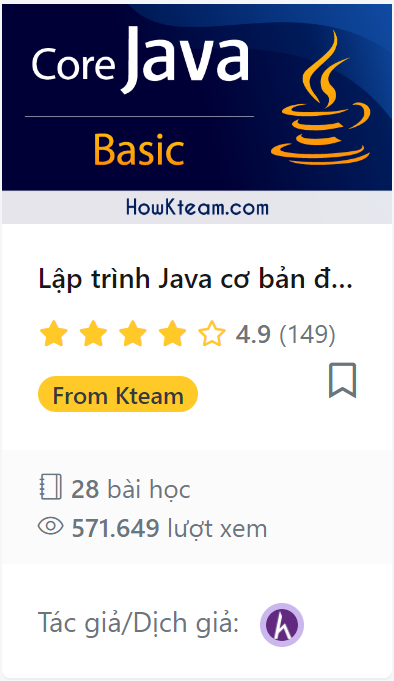 Core Java
Basic
HowKteam.com
Lập trình Java cơ bản đ...
4.9 (149)
From Kteam
28 bài học
571.649 lượt xem
Tác giả/Dịch giả: